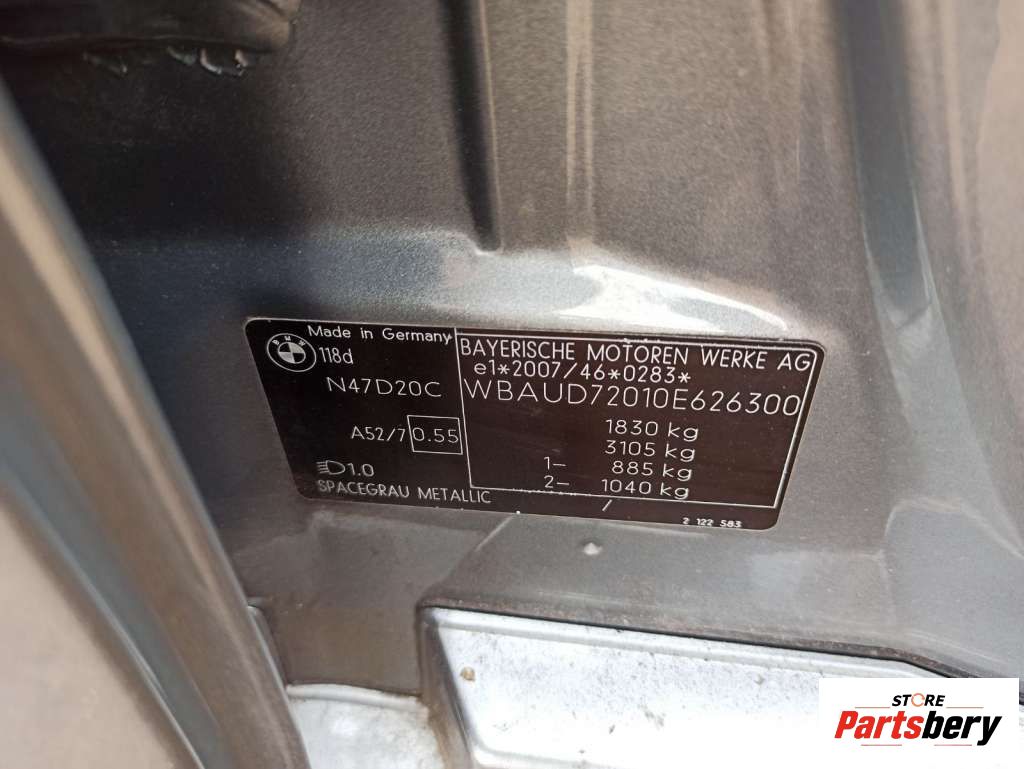 BMW
Made in Germany
118d
N47D20C
A52/7 0.55
1.0
SPACEGRAU METALLIC
BAYERISCHE MOTOREN WERKE AG
e1*2007/46*0283*
WBAUD72010E626300
1830 kg
3105 kg
1– 885 kg
2– 1040 kg
/
2 122 583
STORE
Partsbery